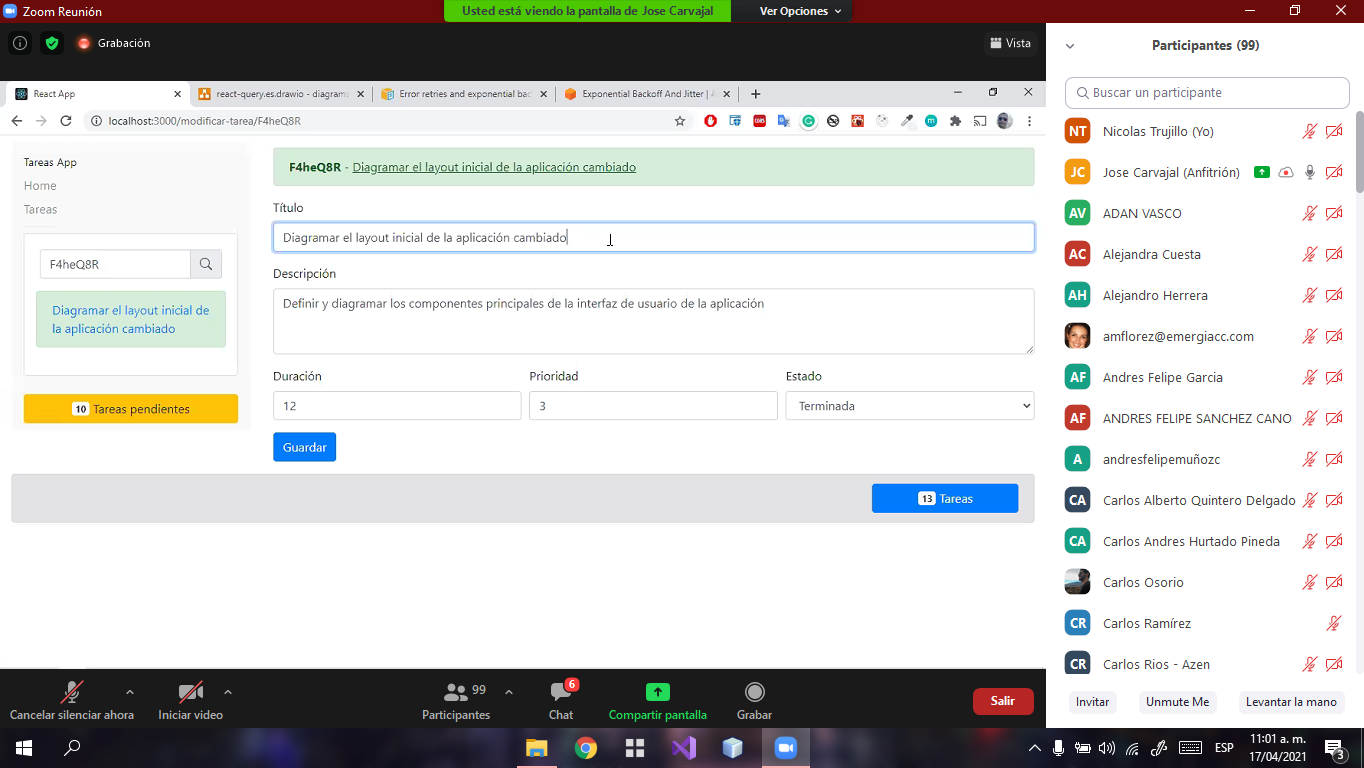 Zoom Reunión
Usted está viendo la pantalla de Jose Carvajal
Ver Opciones
Grabación
Vista
React App
react-query.es.drawio - diagrama
Error retries and exponential bac
Exponential Backoff And Jitter |
localhost:3000/modificar-tarea/F4heQ8R
Tareas App
Home
Tareas
F4heQ8R
Diagramar el layout inicial de
la aplicación cambiado
10 Tareas pendientes
F4heQ8R - Diagramar el layout inicial de la aplicación cambiado
Título
Diagramar el layout inicial de la aplicación cambiado
Descripción
Definir y diagramar los componentes principales de la interfaz de usuario de la aplicación
Duración Prioridad Estado
12 3 Terminada
Guardar
13 Tareas
Participantes (99)
Buscar un participante
NT Nicolas Trujillo (Yo)
JC Jose Carvajal (Anfitrión)
AV ADAN VASCO
AC Alejandra Cuesta
AH Alejandro Herrera
amflorez@emergiacc.com
AF Andres Felipe Garcia
AF ANDRES FELIPE SANCHEZ CANO
A andresfelipemuñozc
CA Carlos Alberto Quintero Delgado
CA Carlos Andres Hurtado Pineda
Carlos Osorio
CR Carlos Ramírez
CR Carlos Rios - Azen
Invitar Unmute Me Levantar la mano
Cancelar silenciar ahora
Iniciar video
99
Participantes
6
Chat
Compartir pantalla
Grabar
Salir
ESP
11:01 a. m.
17/04/2021
3